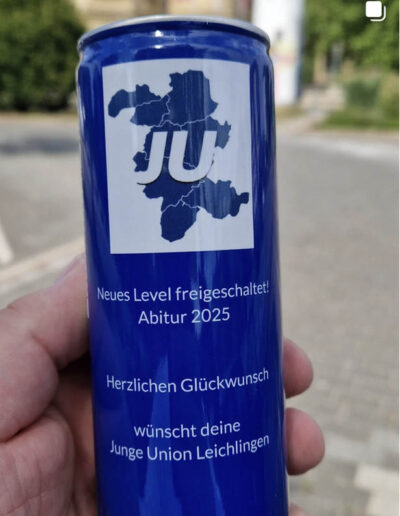 JU
Neues Level freigeschaltet!
Abitur 2025
Herzlichen Glückwunsch
wünscht deine
Junge Union Leichlingen